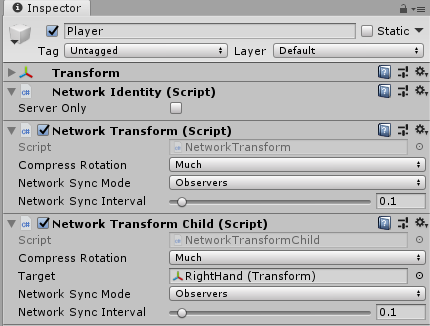 Inspector
Player Static
Tag Untagged Layer Default
Transform
Network Identity (Script)
Server Only
Network Transform (Script)
Script NetworkTransform
Compress Rotation Much
Network Sync Mode Observers
Network Sync Interval 0.1
Network Transform Child (Script)
Script NetworkTransformChild
Compress Rotation Much
Target RightHand (Transform)
Network Sync Mode Observers
Network Sync Interval 0.1